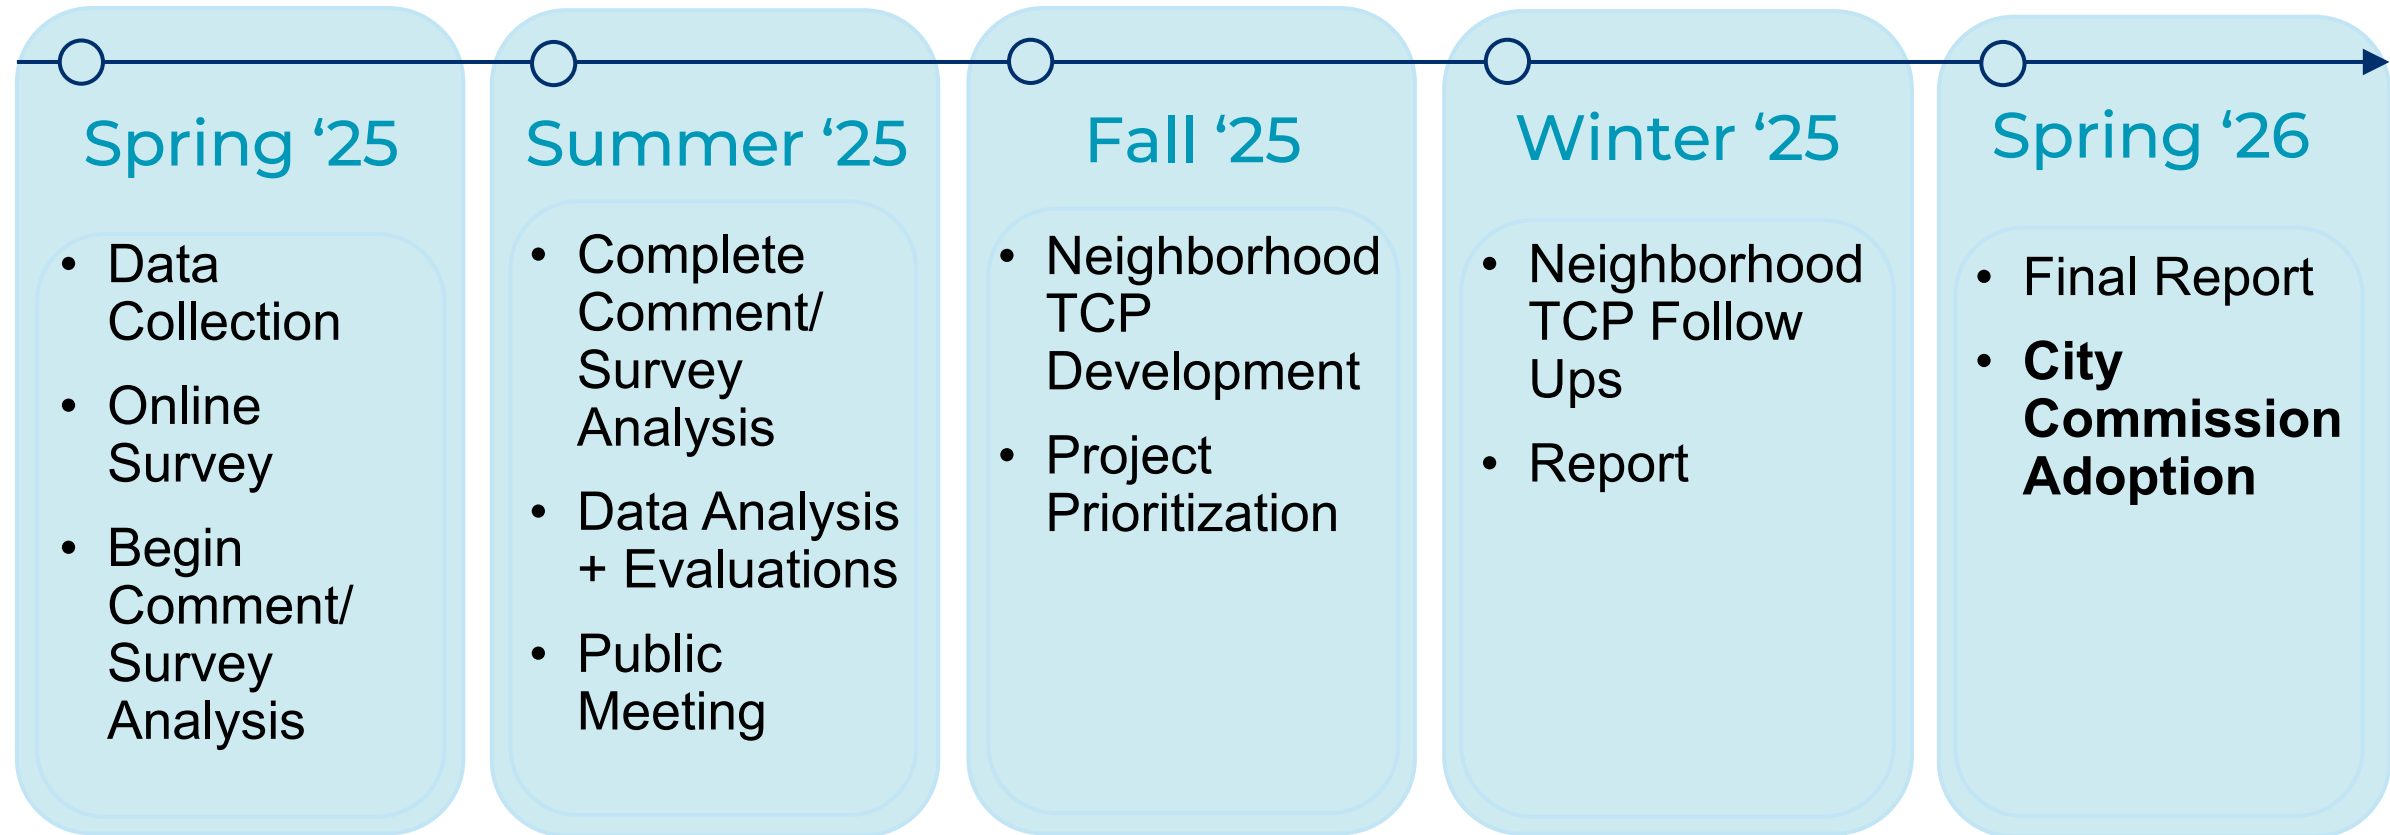 Spring ‘25
• Data
Collection
• Online
Survey
• Begin
Comment/
Survey
Analysis
Summer ‘25
• Complete
Comment/
Survey
Analysis
• Data Analysis
+ Evaluations
• Public
Meeting
Fall ‘25
• Neighborhood
TCP
Development
• Project
Prioritization
Winter ‘25
• Neighborhood
TCP Follow
Ups
• Report
Spring ‘26
• Final Report
• City
Commission
Adoption